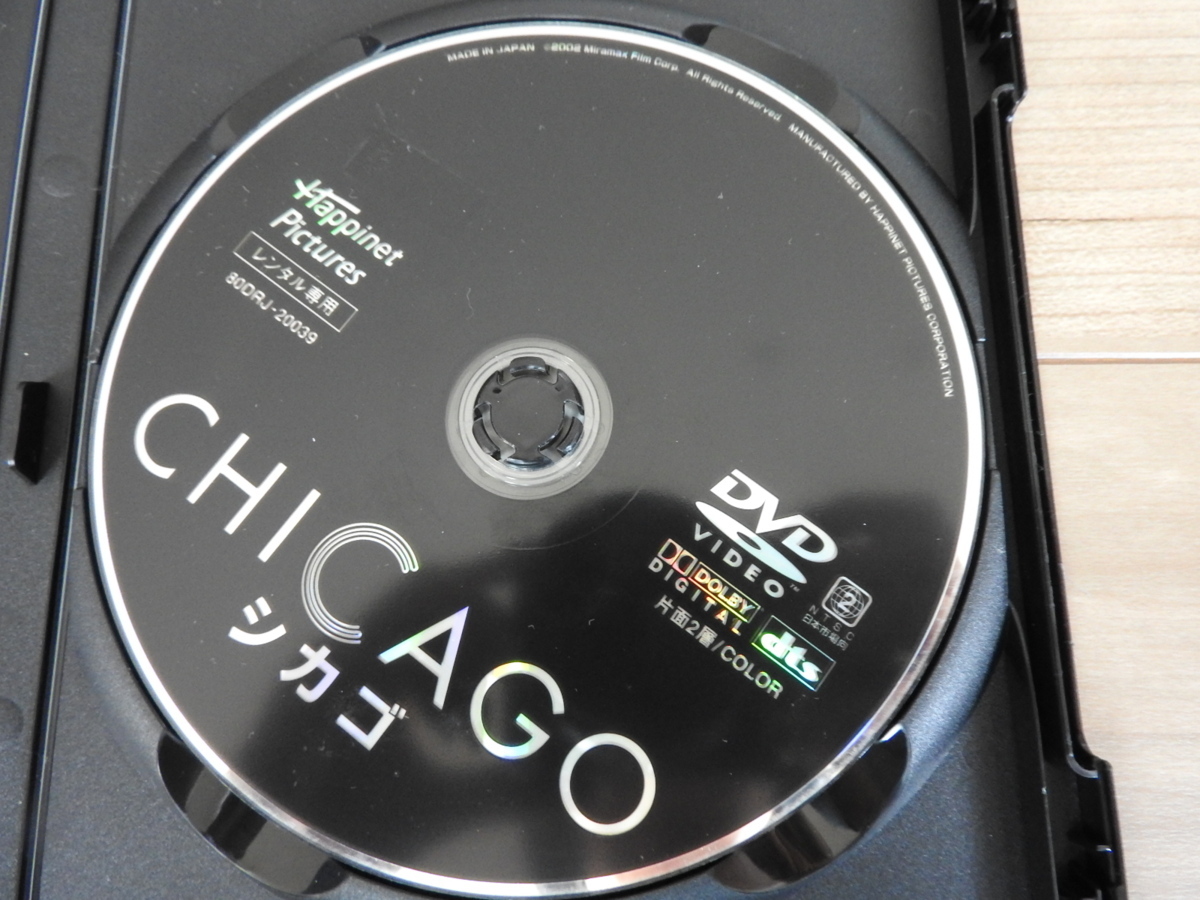 MADE IN JAPAN ©2002 Miramax Film Corp. All Rights Reserved. MANUFACTURED BY HAPPINET PICTURES CORPORATION
Happinet
Pictures
レンタル専用
80DRJ-20039
CHICAGO
シカゴ
DVD
VIDEO™
DOLBY
DIGITAL
dts
片面2層/COLOR
2
NTSC
日本市場向